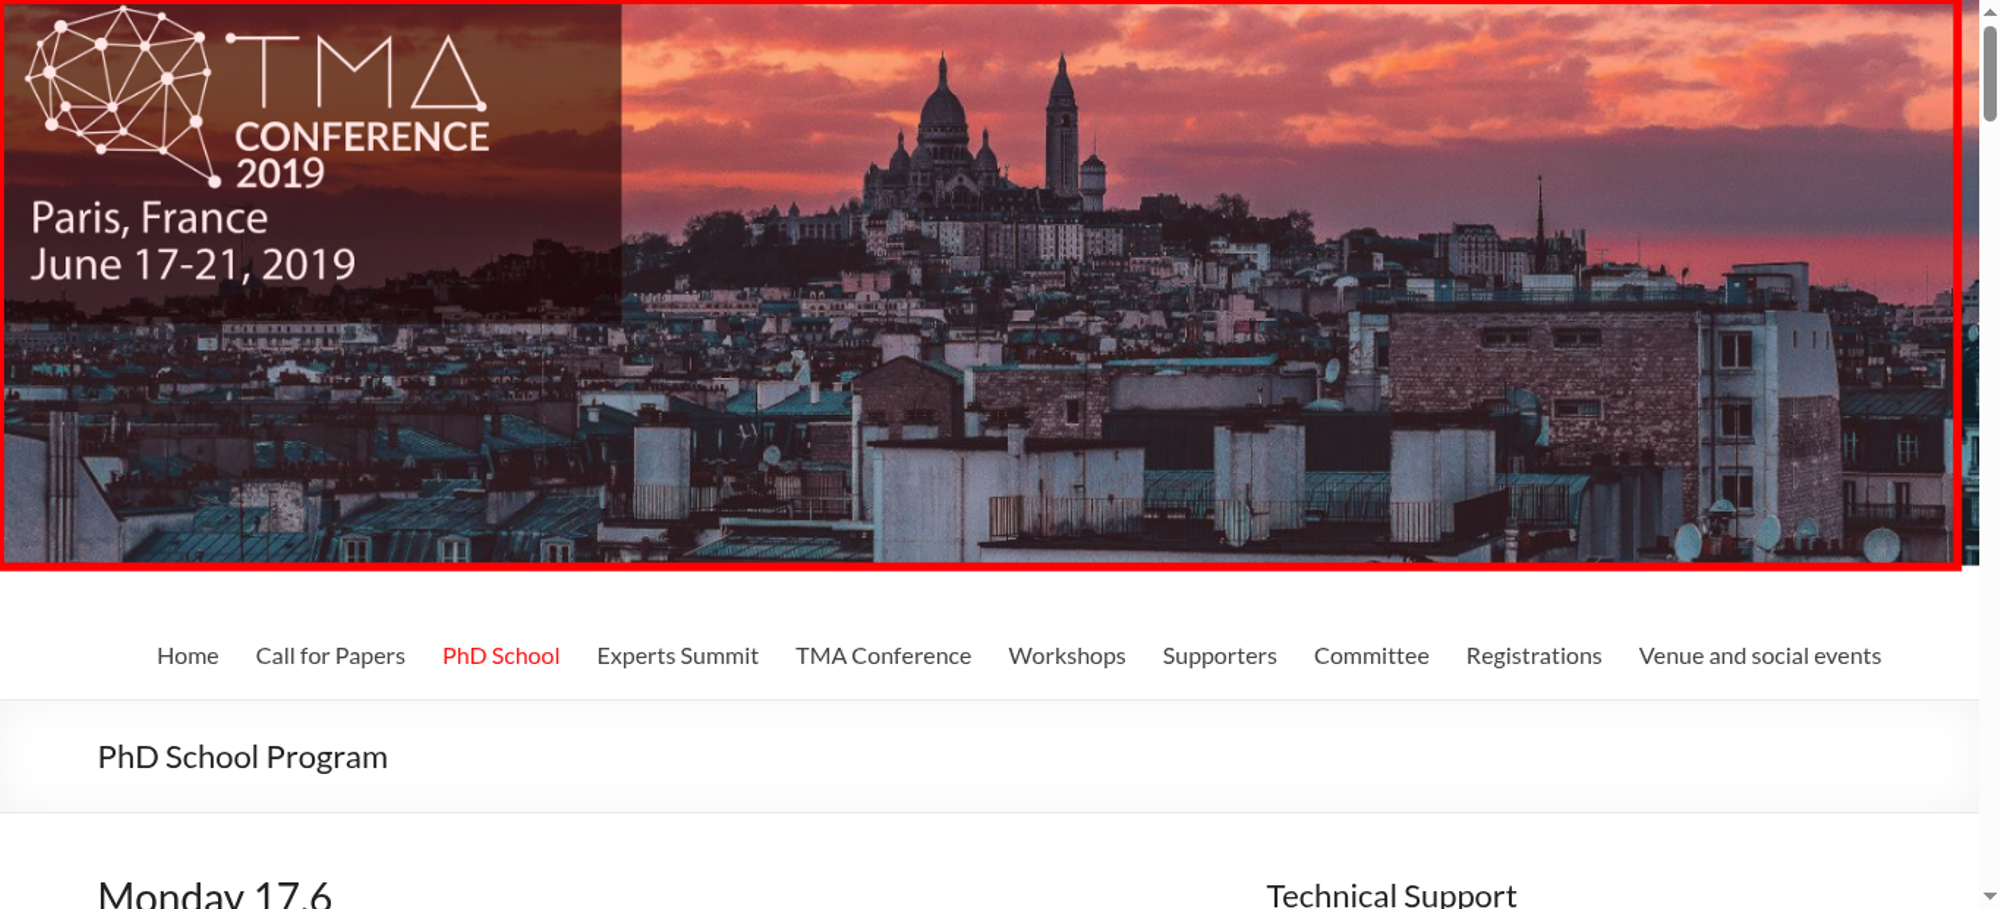 TMA
CONFERENCE
2019
Paris, France
June 17-21, 2019
Home Call for Papers PhD School Experts Summit TMA Conference Workshops Supporters Committee Registrations Venue and social events
PhD School Program
Monday 17.6
Technical Support